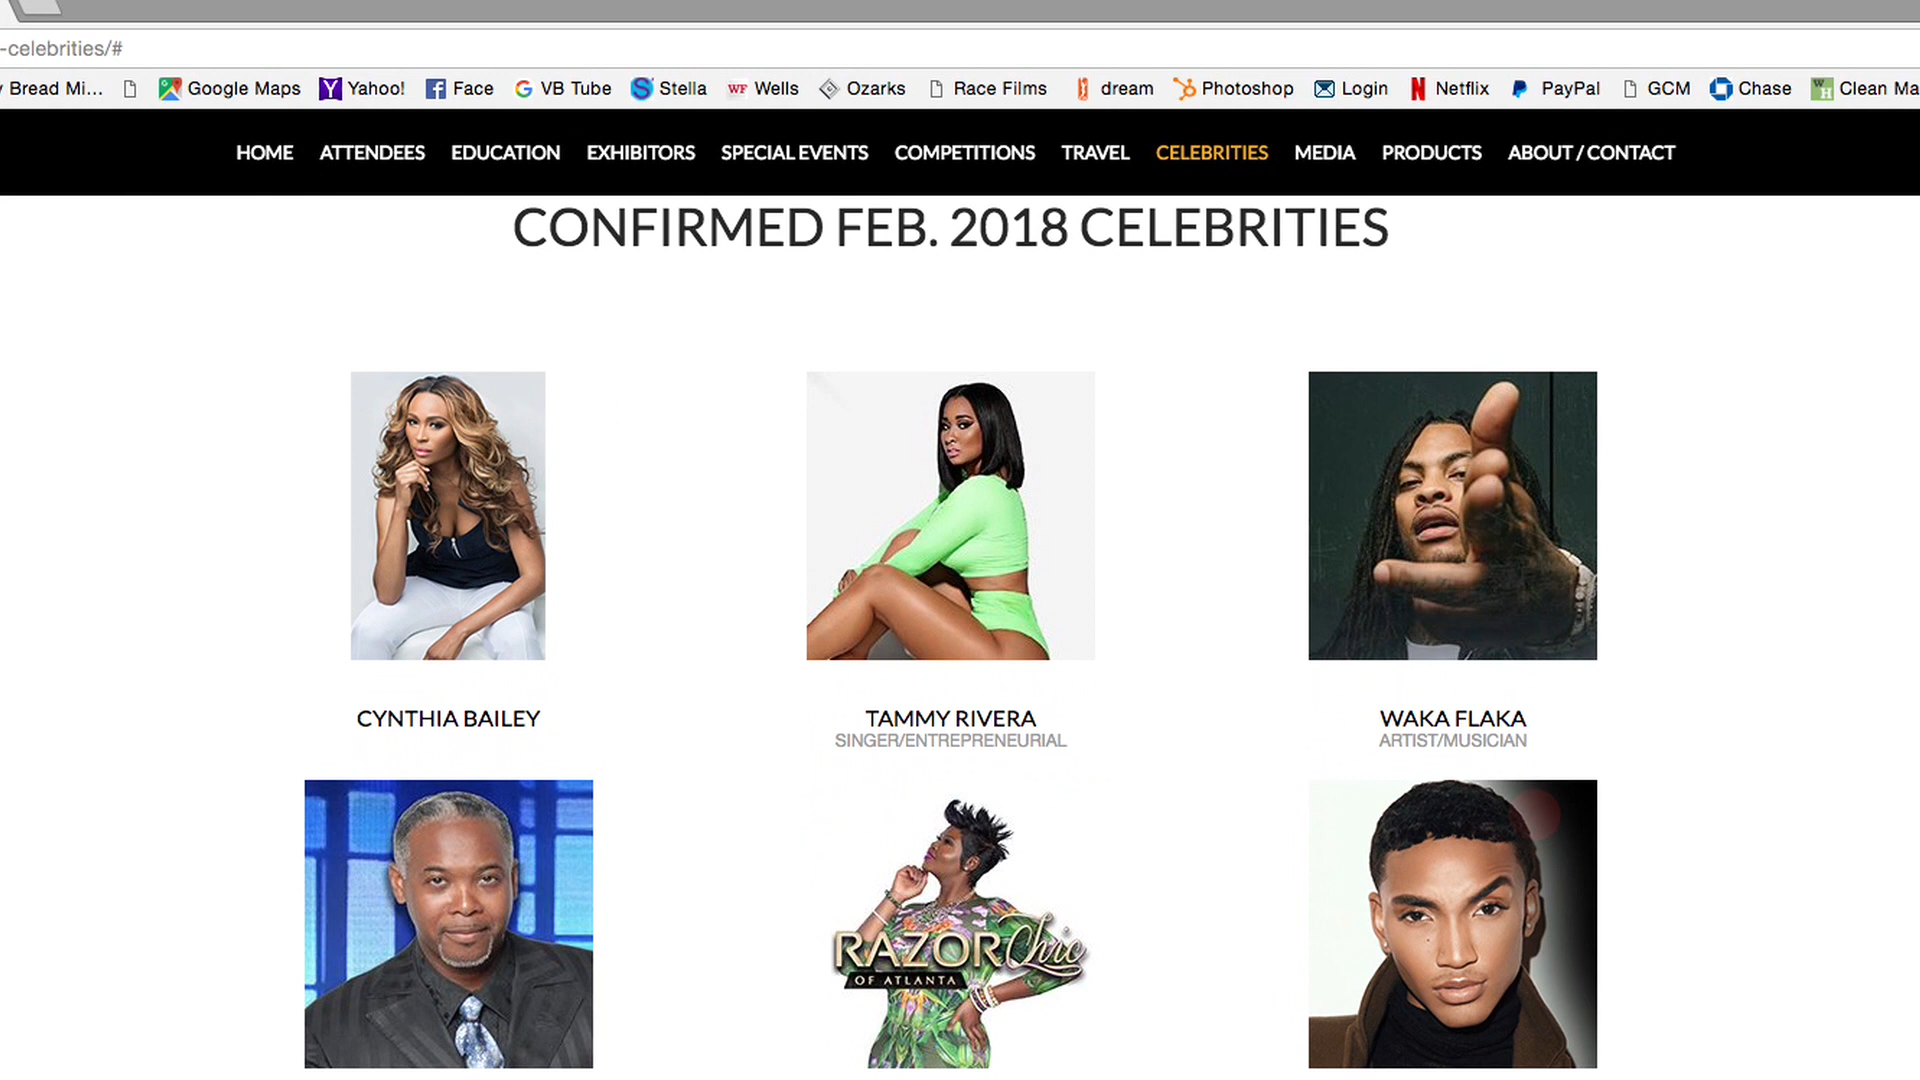 -celebrities/#
Bread Mi... Google Maps Yahoo! Face VB Tube Stella WF Wells Ozarks Race Films dream Photoshop Login Netflix PayPal GCM Chase WH Clean Ma
HOME ATTENDEES EDUCATION EXHIBITORS SPECIAL EVENTS COMPETITIONS TRAVEL CELEBRITIES MEDIA PRODUCTS ABOUT / CONTACT
CONFIRMED FEB. 2018 CELEBRITIES
CYNTHIA BAILEY
TAMMY RIVERA
SINGER/ENTREPRENEURIAL
WAKA FLAKA
ARTIST/MUSICIAN
RAZOR Chic
OF ATLANTA